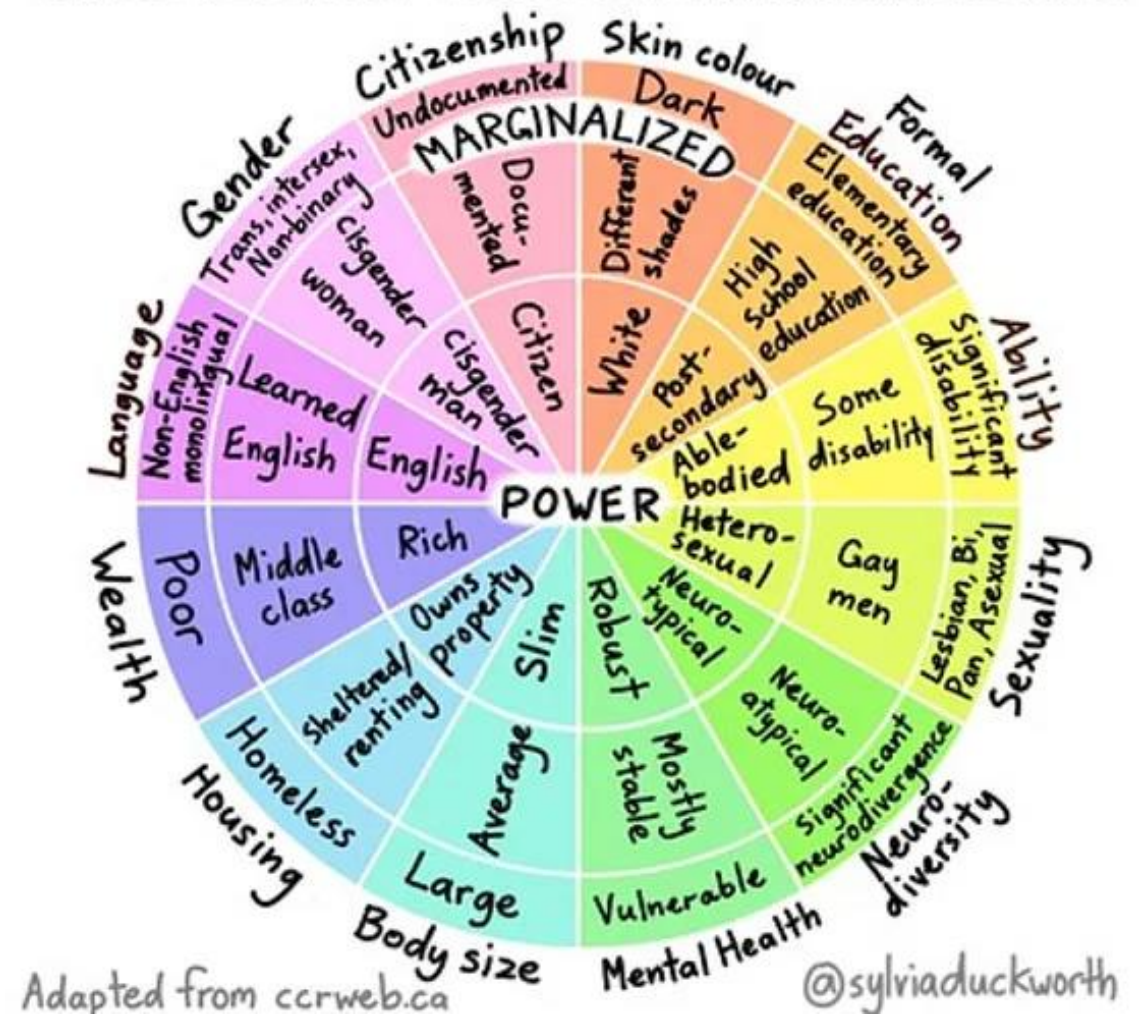 Citizenship
Undocumented
Docu-
mented
Citizen
Skin colour
Dark
Different
shades
White
Formal
Education
Elementary
education
High
school
education
Post-
secondary
Ability
Significant
disability
Some
disability
Able-
bodied
Sexuality
Lesbian, Bi,
Pan, Asexual
Gay
men
Hetero-
sexual
Neuro-
diversity
Significant
neurodivergence
Neuro-
atypical
Neuro-
typical
Mental Health
Vulnerable
Mostly
stable
Robust
Body size
Large
Average
Slim
Housing
Homeless
Sheltered/
renting
Owns
property
Wealth
Poor
Middle
class
Rich
Language
Non-English
monolingual
Learned
English
English
Gender
Trans, intersex,
Non-binary
cisgender
woman
cisgender
man
MARGINALIZED
POWER
Adapted from ccrweb.ca
@sylviaduckworth